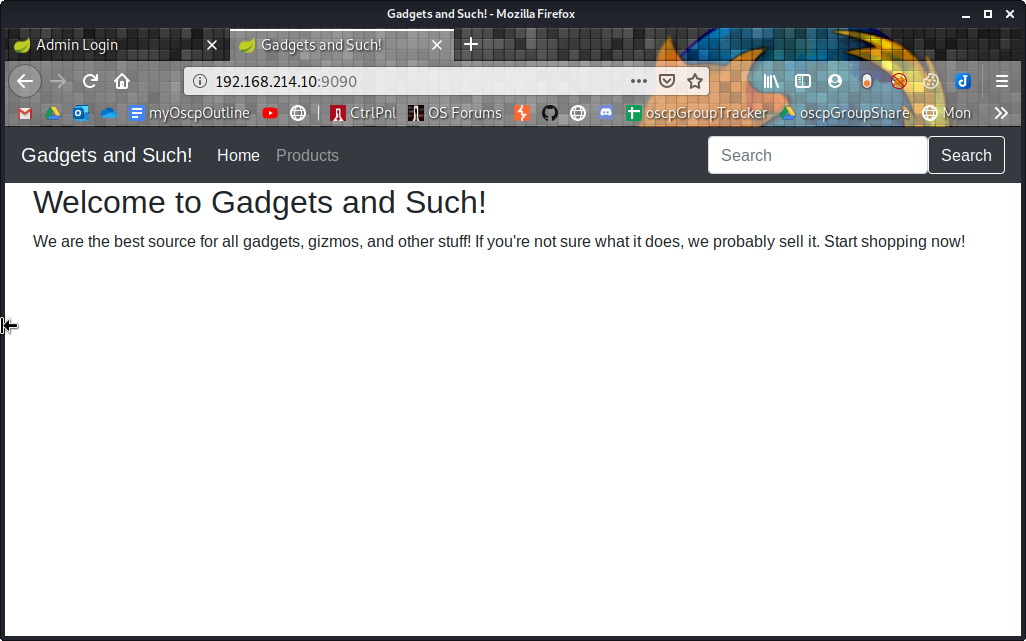 Gadgets and Such! - Mozilla Firefox
Admin Login Gadgets and Such!
192.168.214.10:9090
myOscpOutline CtrlPnl OS Forums oscpGroupTracker oscpGroupShare Mon
Gadgets and Such! Home Products Search Search
Welcome to Gadgets and Such!
We are the best source for all gadgets, gizmos, and other stuff! If you're not sure what it does, we probably sell it. Start shopping now!